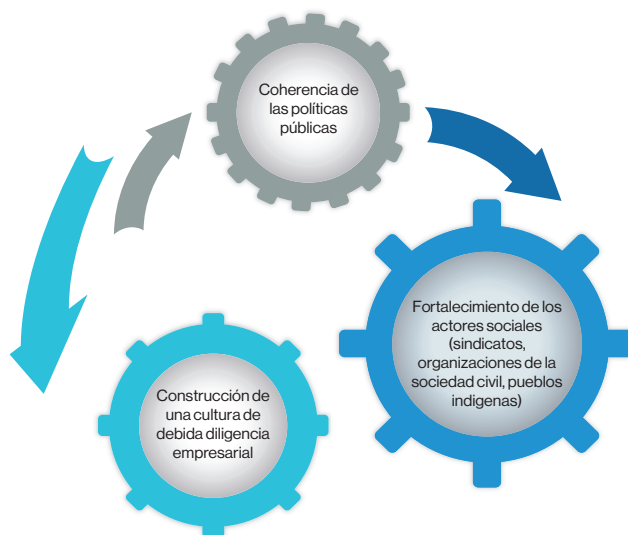 Coherencia de
las políticas
públicas
Fortalecimiento de los
actores sociales
(sindicatos,
organizaciones de la
sociedad civil, pueblos
indigenas)
Construcción de
una cultura de
debida diligencia
empresarial